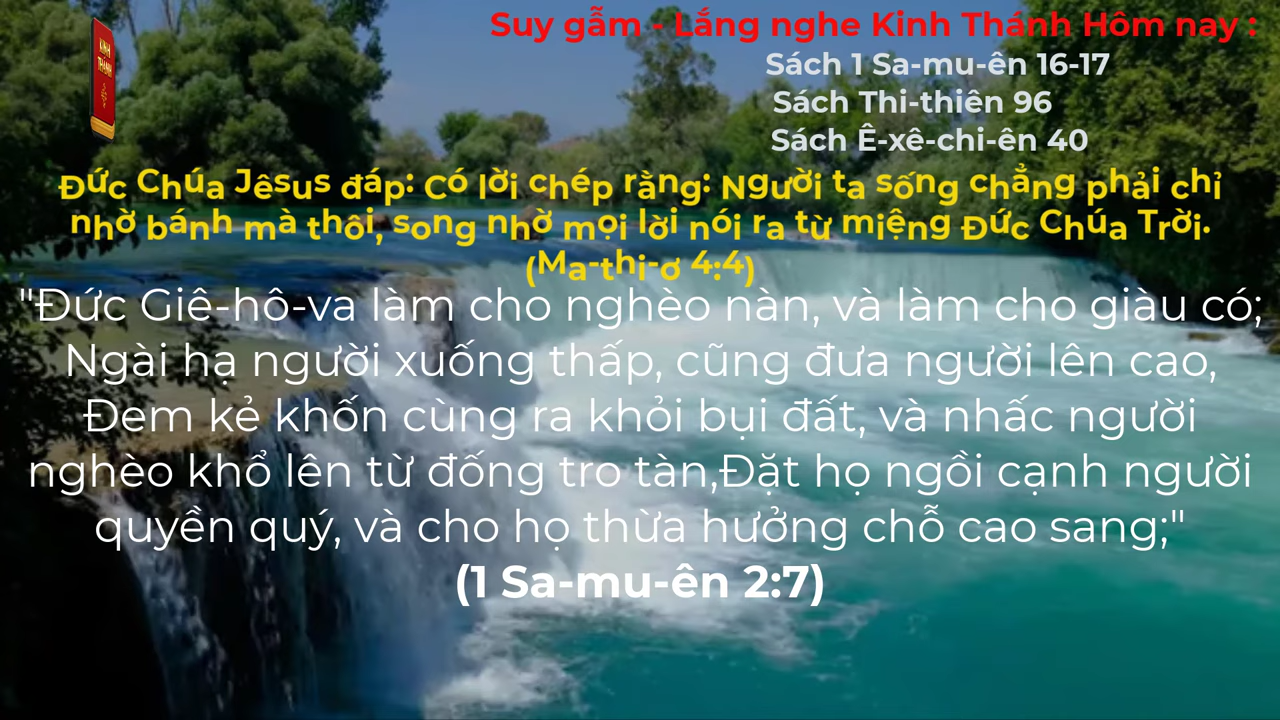 KINH THÁNH
Suy gẫm - Lắng nghe Kinh Thánh Hôm nay :
Sách 1 Sa-mu-ên 16-17
Sách Thi-thiên 96
Sách Ê-xê-chi-ên 40
Đức Chúa Jêsus đáp: Có lời chép rằng: Người ta sống chẳng phải chỉ
nhờ bánh mà thôi, song nhờ mọi lời nói ra từ miệng Đức Chúa Trời.
(Ma-thi-ơ 4:4)
"Đức Giê-hô-va làm cho nghèo nàn, và làm cho giàu có;
Ngài hạ người xuống thấp, cũng đưa người lên cao,
Đem kẻ khốn cùng ra khỏi bụi đất, và nhấc người
nghèo khổ lên từ đống tro tàn,Đặt họ ngồi cạnh người
quyền quý, và cho họ thừa hưởng chỗ cao sang;"
(1 Sa-mu-ên 2:7)